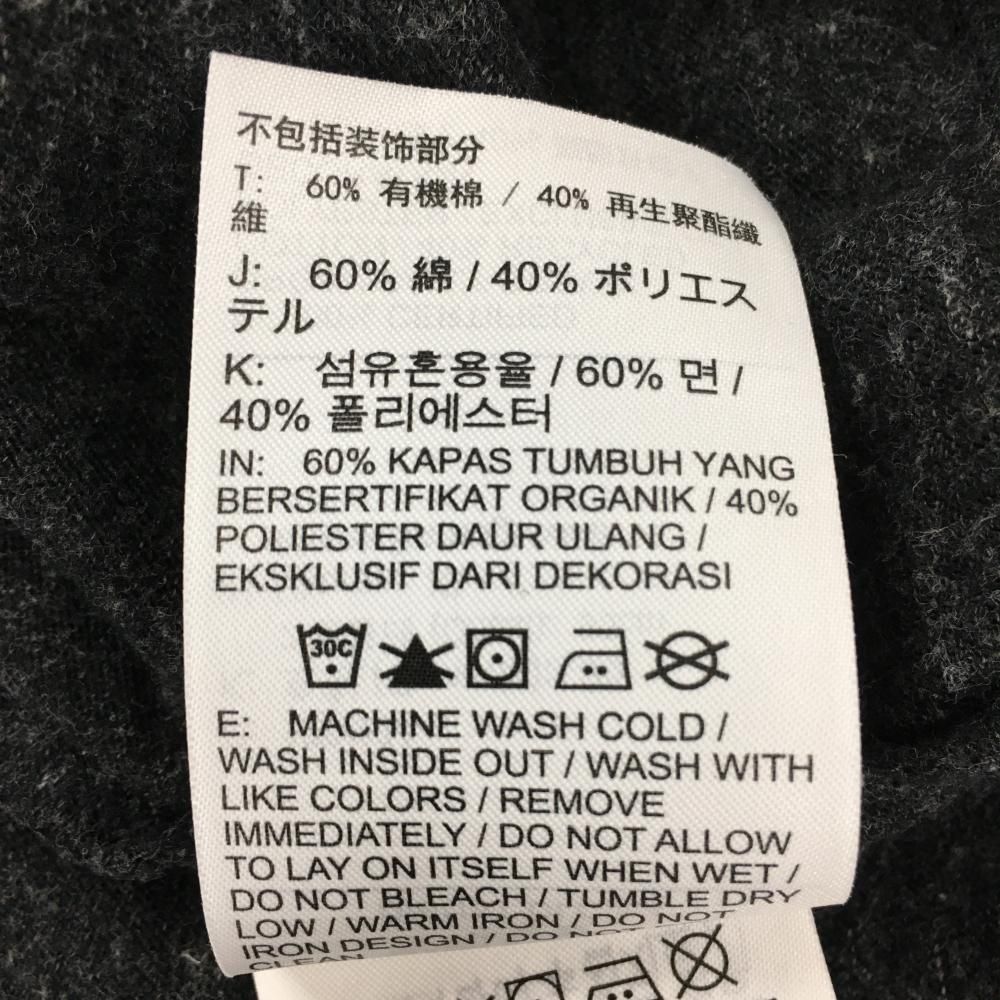 不包括装饰部分
T: 60% 有機棉 / 40% 再生聚酯纖
維
J: 60% 綿 / 40% ポリエス
テル
K: 섬유혼용율 / 60% 면 /
40% 폴리에스터
IN: 60% KAPAS TUMBUH YANG
BERSERTIFIKAT ORGANIK / 40%
POLIESTER DAUR ULANG /
EKSKLUSIF DARI DEKORASI
30C
E: MACHINE WASH COLD /
WASH INSIDE OUT / WASH WITH
LIKE COLORS / REMOVE
IMMEDIATELY / DO NOT ALLOW
TO LAY ON ITSELF WHEN WET /
DO NOT BLEACH / TUMBLE DRY
LOW / WARM IRON / DO NOT
IRON DESIGN / DO NOT DRY
CLEAN